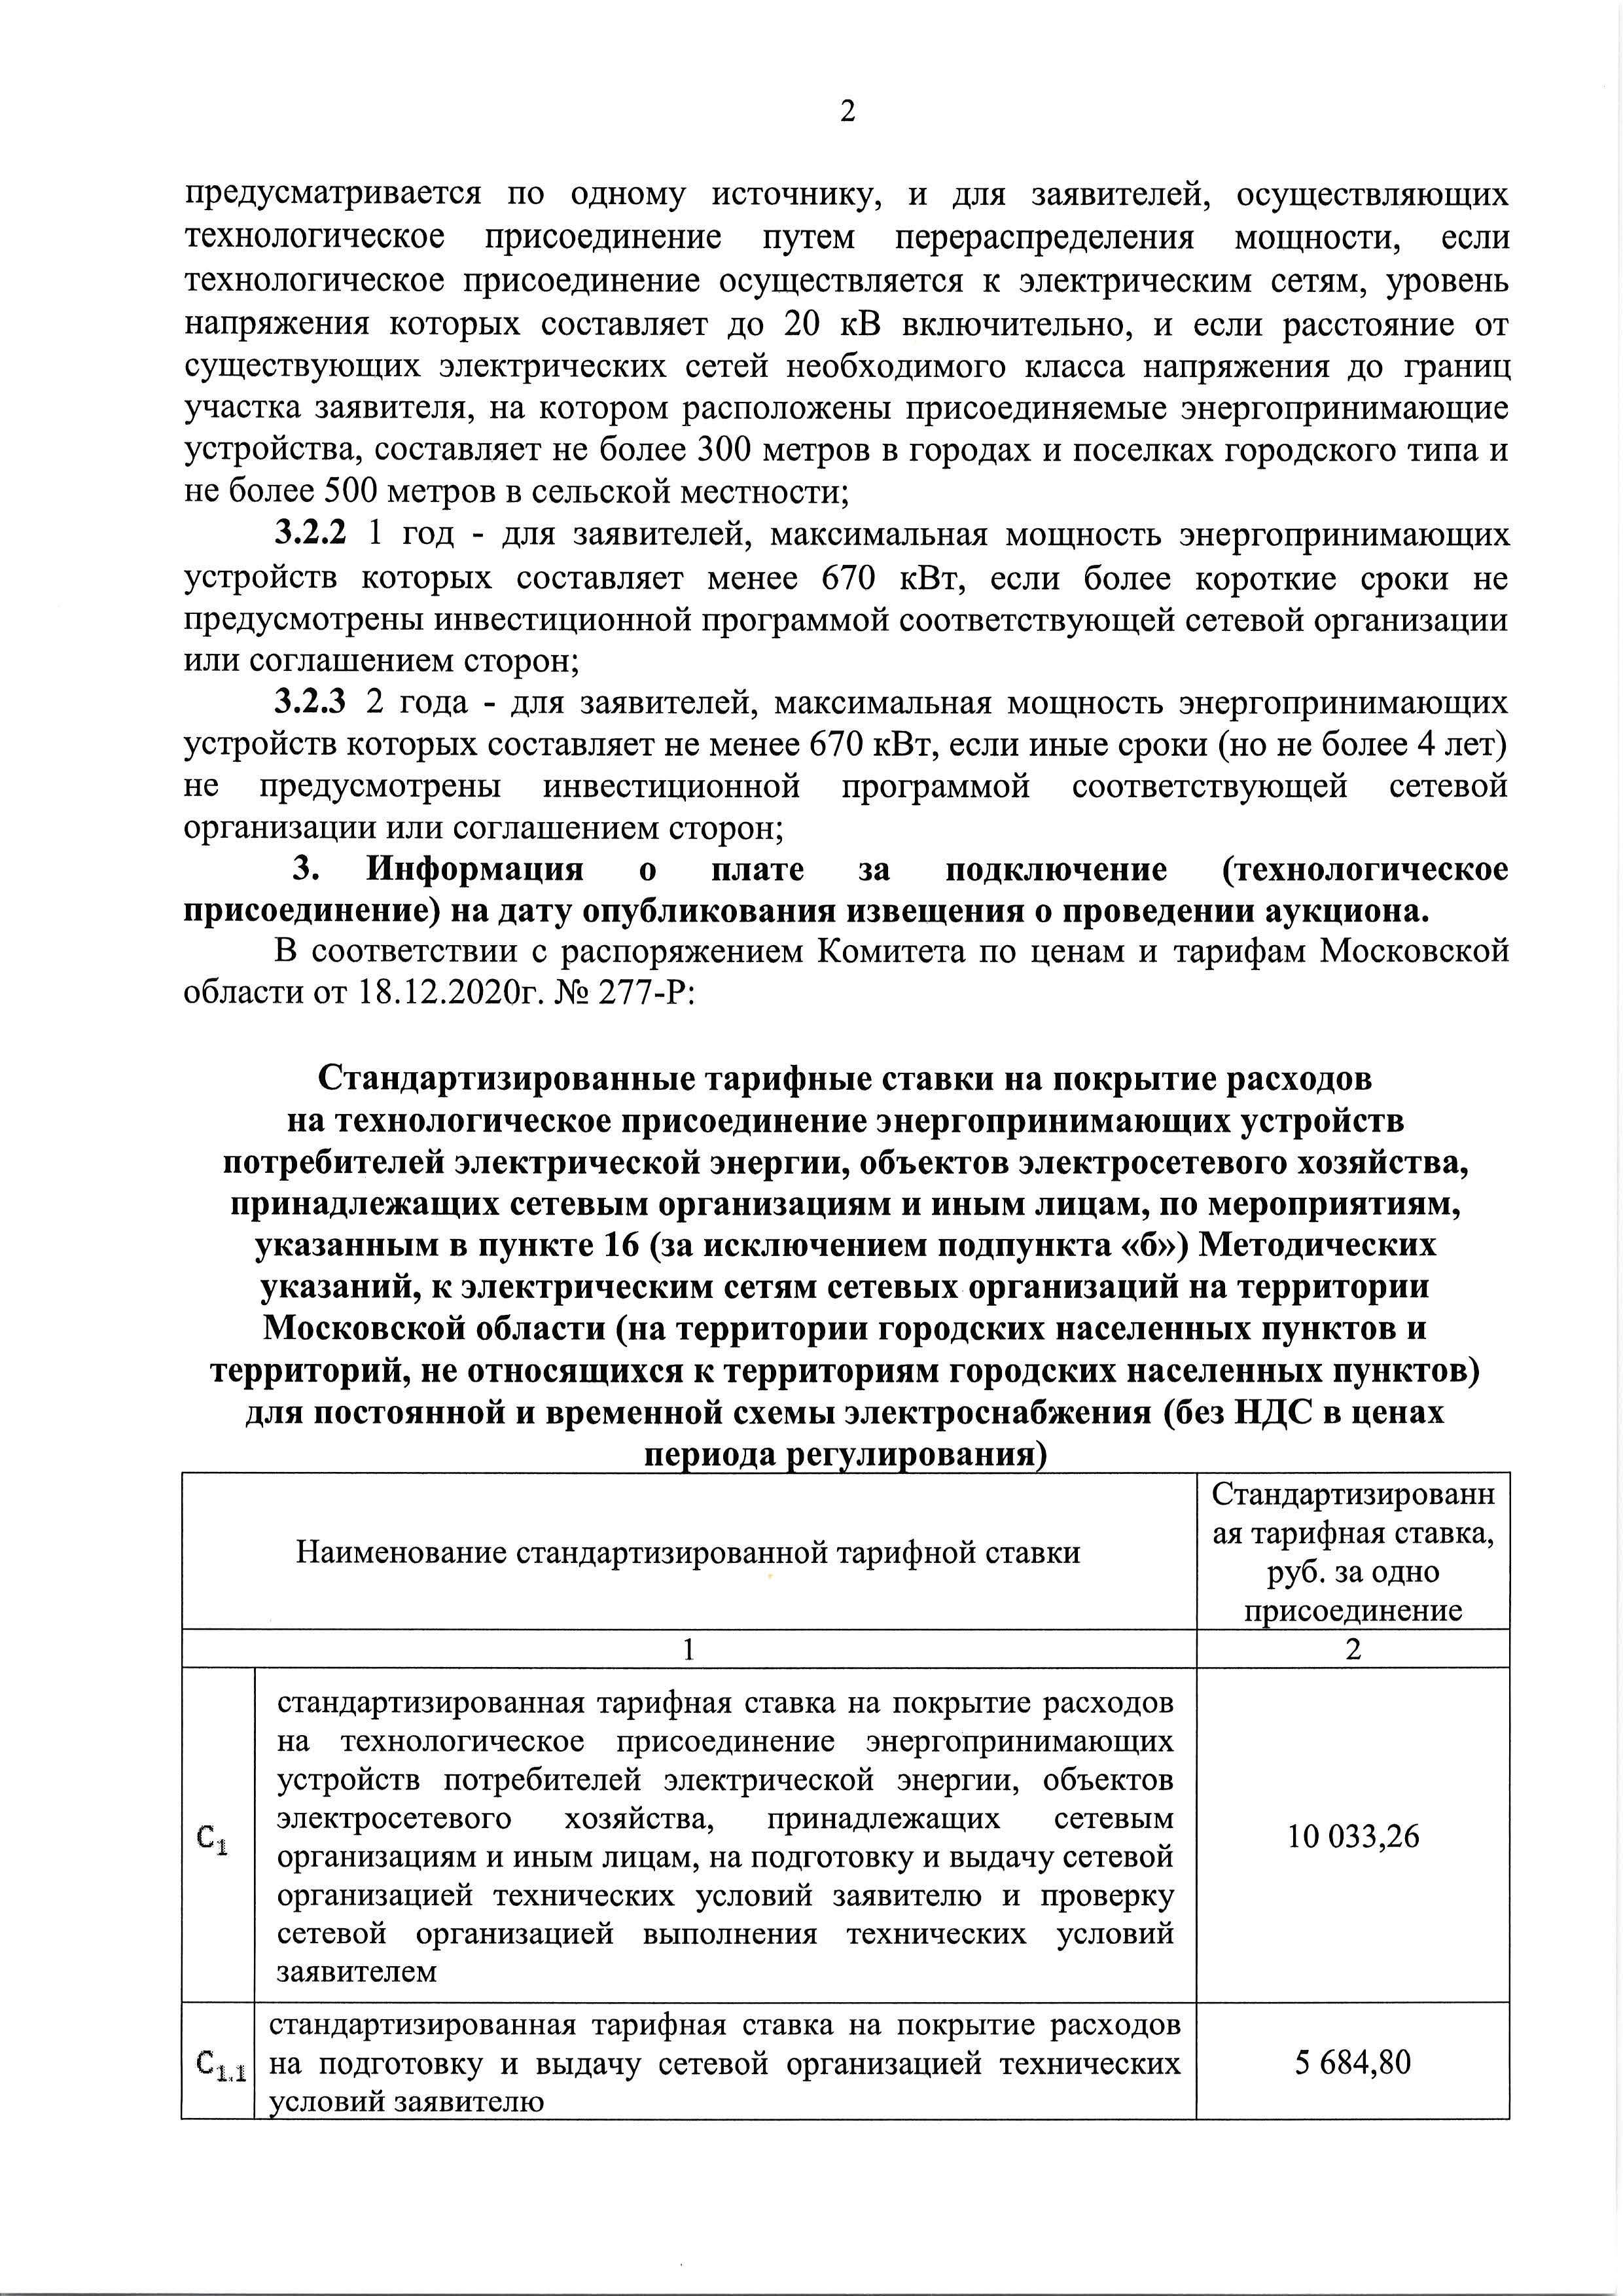 2
предусматривается по одному источнику, и для заявителей, осуществляющих
технологическое присоединение путем перераспределения мощности, если
технологическое присоединение осуществляется к электрическим сетям, уровень
напряжения которых составляет до 20 кВ включительно, и если расстояние от
существующих электрических сетей необходимого класса напряжения до границ
участка заявителя, на котором расположены присоединяемые энергопринимающие
устройства, составляет не более 300 метров в городах и поселках городского типа и
не более 500 метров в сельской местности;
3.2.2 1 год - для заявителей, максимальная мощность энергопринимающих
устройств которых составляет менее 670 кВт, если более короткие сроки не
предусмотрены инвестиционной программой соответствующей сетевой организации
или соглашением сторон;
3.2.3 2 года - для заявителей, максимальная мощность энергопринимающих
устройств которых составляет не менее 670 кВт, если иные сроки (но не более 4 лет)
не предусмотрены инвестиционной программой соответствующей сетевой
организации или соглашением сторон;
3. Информация о плате за подключение (технологическое
присоединение) на дату опубликования извещения о проведении аукциона.
В соответствии с распоряжением Комитета по ценам и тарифам Московской
области от 18.12.2020г. № 277-Р:
Стандартизированные тарифные ставки на покрытие расходов
на технологическое присоединение энергопринимающих устройств
потребителей электрической энергии, объектов электросетевого хозяйства,
принадлежащих сетевым организациям и иным лицам, по мероприятиям,
указанным в пункте 16 (за исключением подпункта «б») Методических
указаний, к электрическим сетям сетевых организаций на территории
Московской области (на территории городских населенных пунктов и
территорий, не относящихся к территориям городских населенных пунктов)
для постоянной и временной схемы электроснабжения (без НДС в ценах
периода регулирования)
Наименование стандартизированной тарифной ставки
Стандартизированн
ая тарифная ставка,
руб. за одно
присоединение
1
2
C₁
стандартизированная тарифная ставка на покрытие расходов
на технологическое присоединение энергопринимающих
устройств потребителей электрической энергии, объектов
электросетевого хозяйства, принадлежащих сетевым
организациям и иным лицам, на подготовку и выдачу сетевой
организацией технических условий заявителю и проверку
сетевой организацией выполнения технических условий
заявителем
10 033,26
C₁.₁
стандартизированная тарифная ставка на покрытие расходов
на подготовку и выдачу сетевой организацией технических
условий заявителю
5 684,80